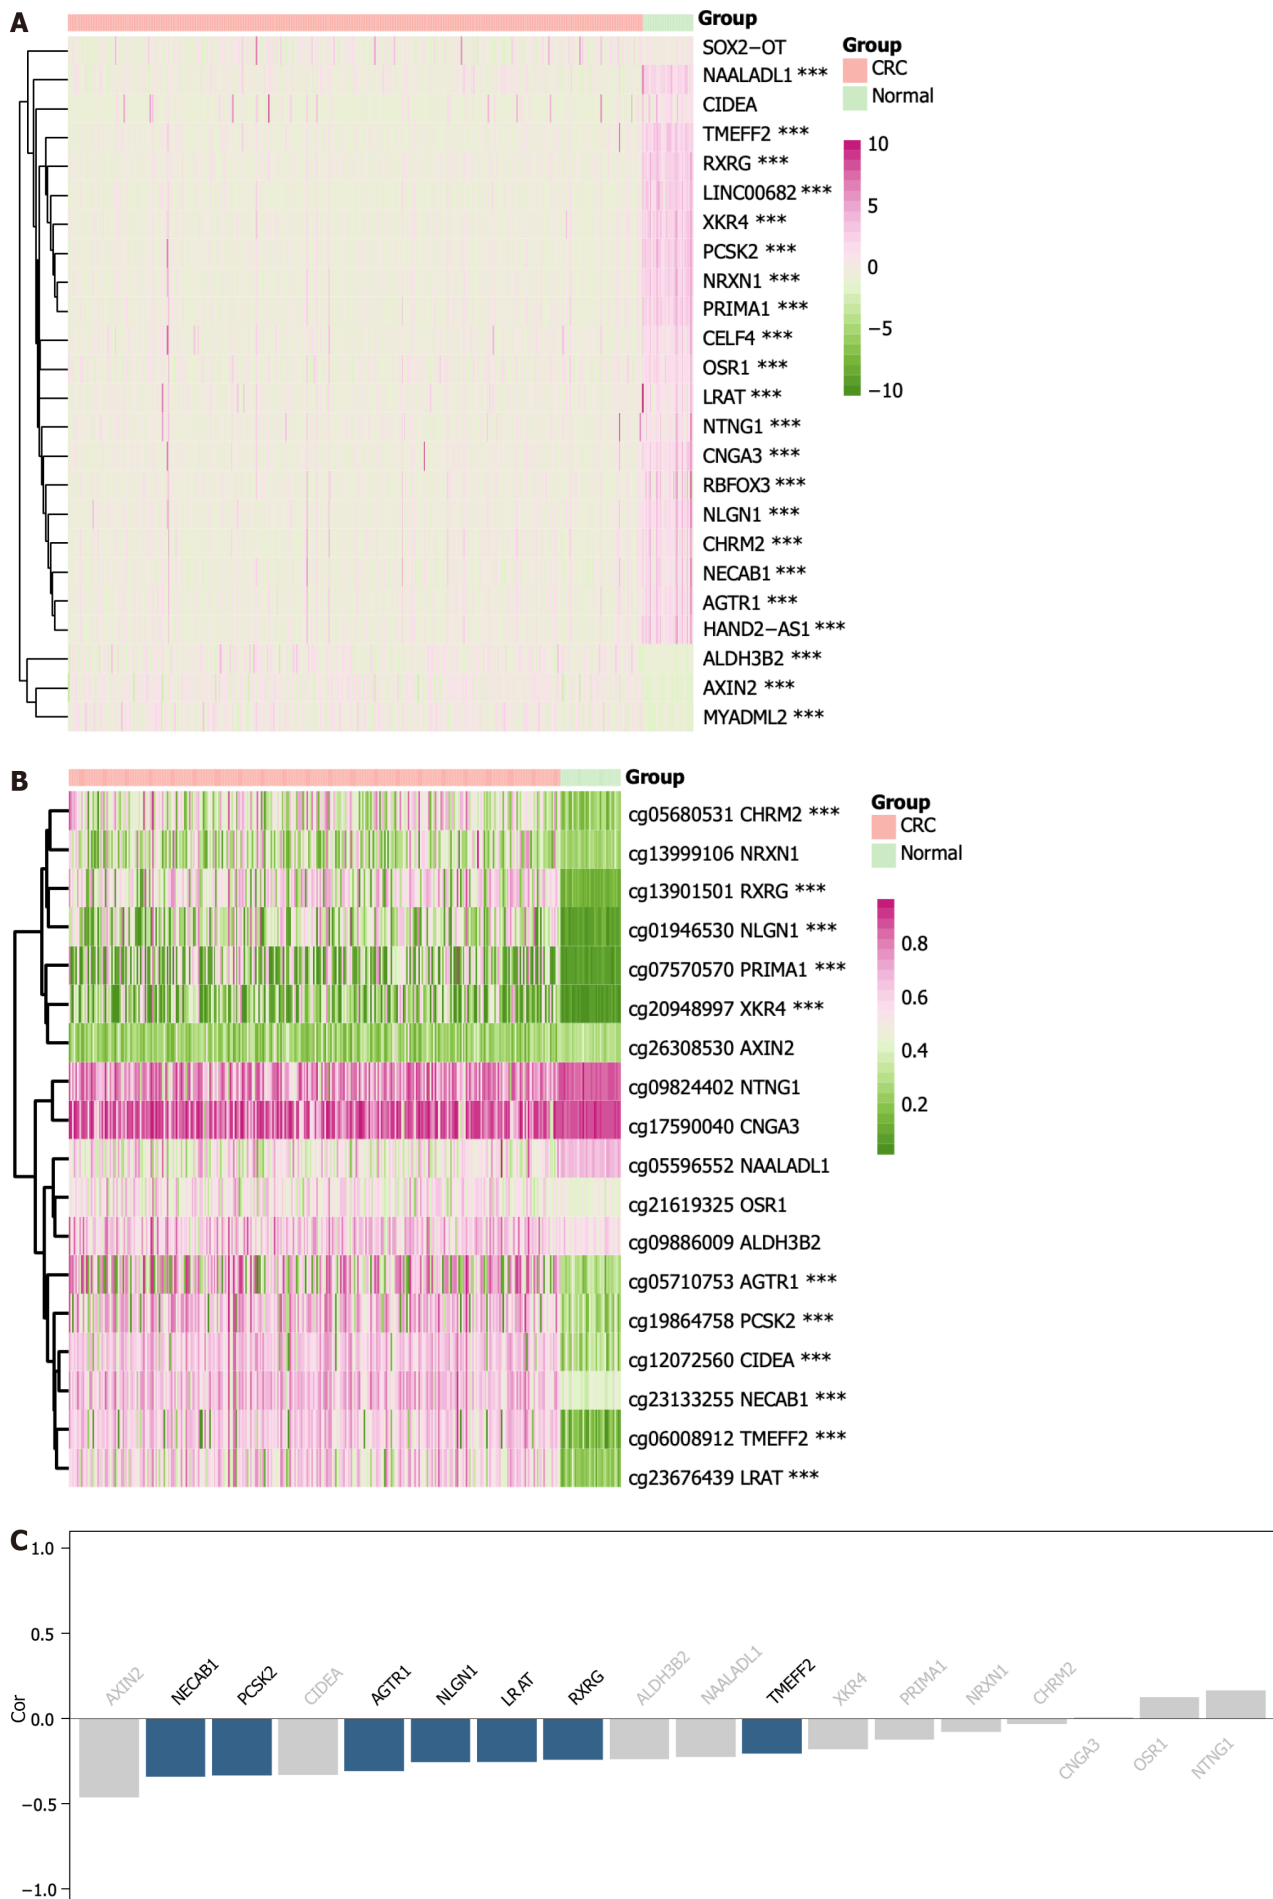 A
Group
SOX2−OT
NAALADL1 ***
CIDEA
TMEFF2 ***
RXRG ***
LINC00682 ***
XKR4 ***
PCSK2 ***
NRXN1 ***
PRIMA1 ***
CELF4 ***
OSR1 ***
LRAT ***
NTNG1 ***
CNGA3 ***
RBFOX3 ***
NLGN1 ***
CHRM2 ***
NECAB1 ***
AGTR1 ***
HAND2−AS1 ***
ALDH3B2 ***
AXIN2 ***
MYADML2 ***
Group
CRC
Normal
10
5
0
−5
−10
B
Group
cg05680531 CHRM2 ***
cg13999106 NRXN1
cg13901501 RXRG ***
cg01946530 NLGN1 ***
cg07570570 PRIMA1 ***
cg20948997 XKR4 ***
cg26308530 AXIN2
cg09824402 NTNG1
cg17590040 CNGA3
cg05596552 NAALADL1
cg21619325 OSR1
cg09886009 ALDH3B2
cg05710753 AGTR1 ***
cg19864758 PCSK2 ***
cg12072560 CIDEA ***
cg23133255 NECAB1 ***
cg06008912 TMEFF2 ***
cg23676439 LRAT ***
Group
CRC
Normal
0.8
0.6
0.4
0.2
C
Cor
1.0
0.5
0.0
−0.5
−1.0
AXIN2
NECAB1
PCSK2
CIDEA
AGTR1
NLGN1
LRAT
RXRG
ALDH3B2
NAALADL1
TMEFF2
XKR4
PRIMA1
NRXN1
CHRM2
CNGA3
OSR1
NTNG1